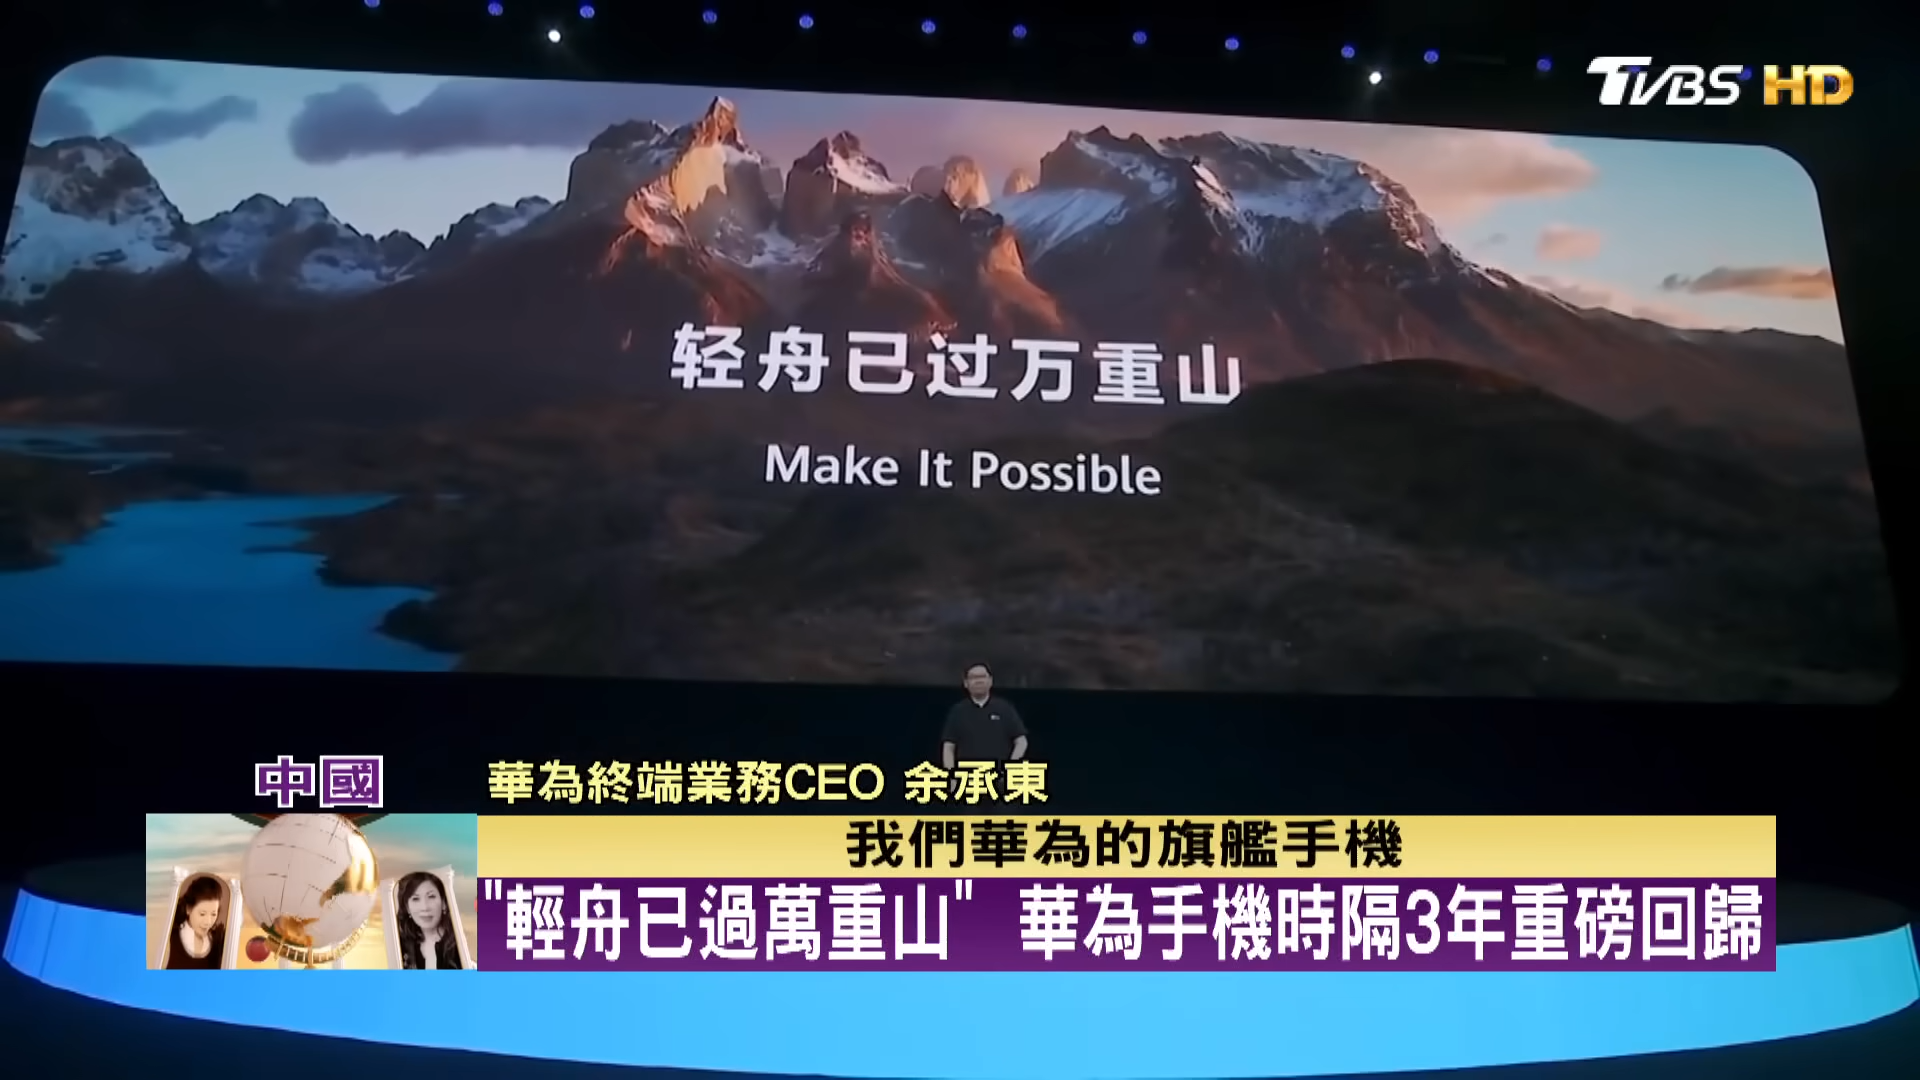 TVBS HD
轻舟已过万重山
Make It Possible
中國
華為終端業務CEO 余承東
我們華為的旗艦手機
"輕舟已過萬重山" 華為手機時隔3年重磅回歸